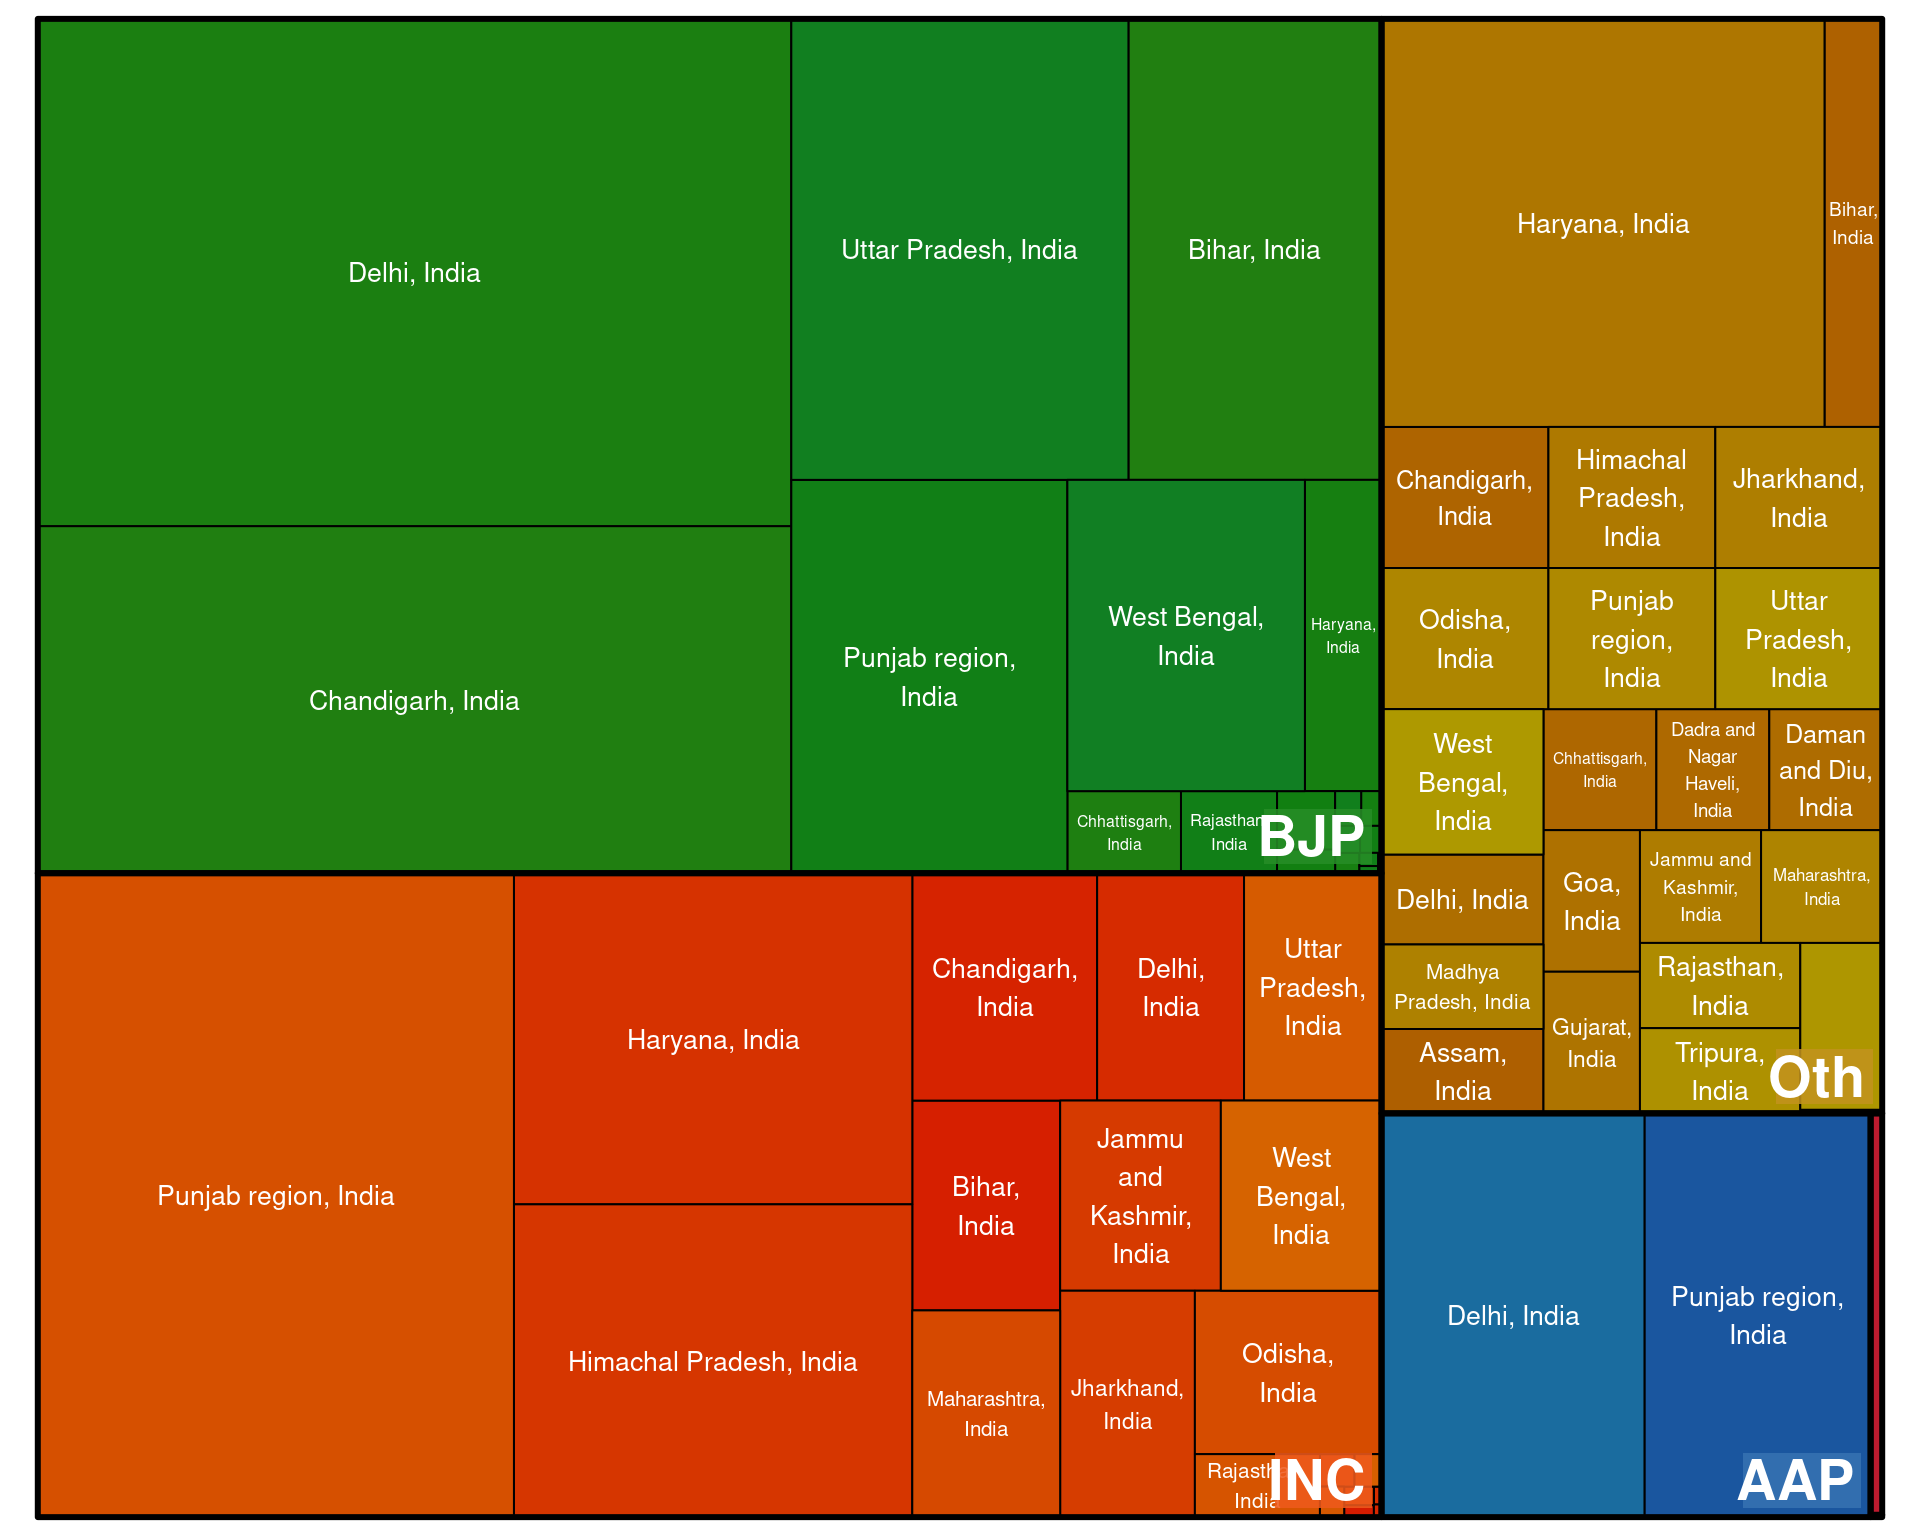 Delhi, India
Uttar Pradesh, India
Bihar, India
Chandigarh, India
Punjab region,
India
West Bengal,
India
Haryana,
India
Chhattisgarh,
India
Rajasthan,
India
BJP
Punjab region, India
Haryana, India
Himachal Pradesh, India
Chandigarh,
India
Delhi,
India
Uttar
Pradesh,
India
Bihar,
India
Jammu
and
Kashmir,
India
West
Bengal,
India
Maharashtra,
India
Jharkhand,
India
Odisha,
India
Rajasthan,
India
INC
Haryana, India
Bihar,
India
Chandigarh,
India
Himachal
Pradesh,
India
Jharkhand,
India
Odisha,
India
Punjab
region,
India
Uttar
Pradesh,
India
West
Bengal,
India
Chhattisgarh,
India
Dadra and
Nagar
Haveli,
India
Daman
and Diu,
India
Delhi, India
Goa,
India
Jammu and
Kashmir,
India
Maharashtra,
India
Madhya
Pradesh, India
Assam,
India
Gujarat,
India
Rajasthan,
India
Tripura,
India
Oth
Delhi, India
Punjab region,
India
AAP